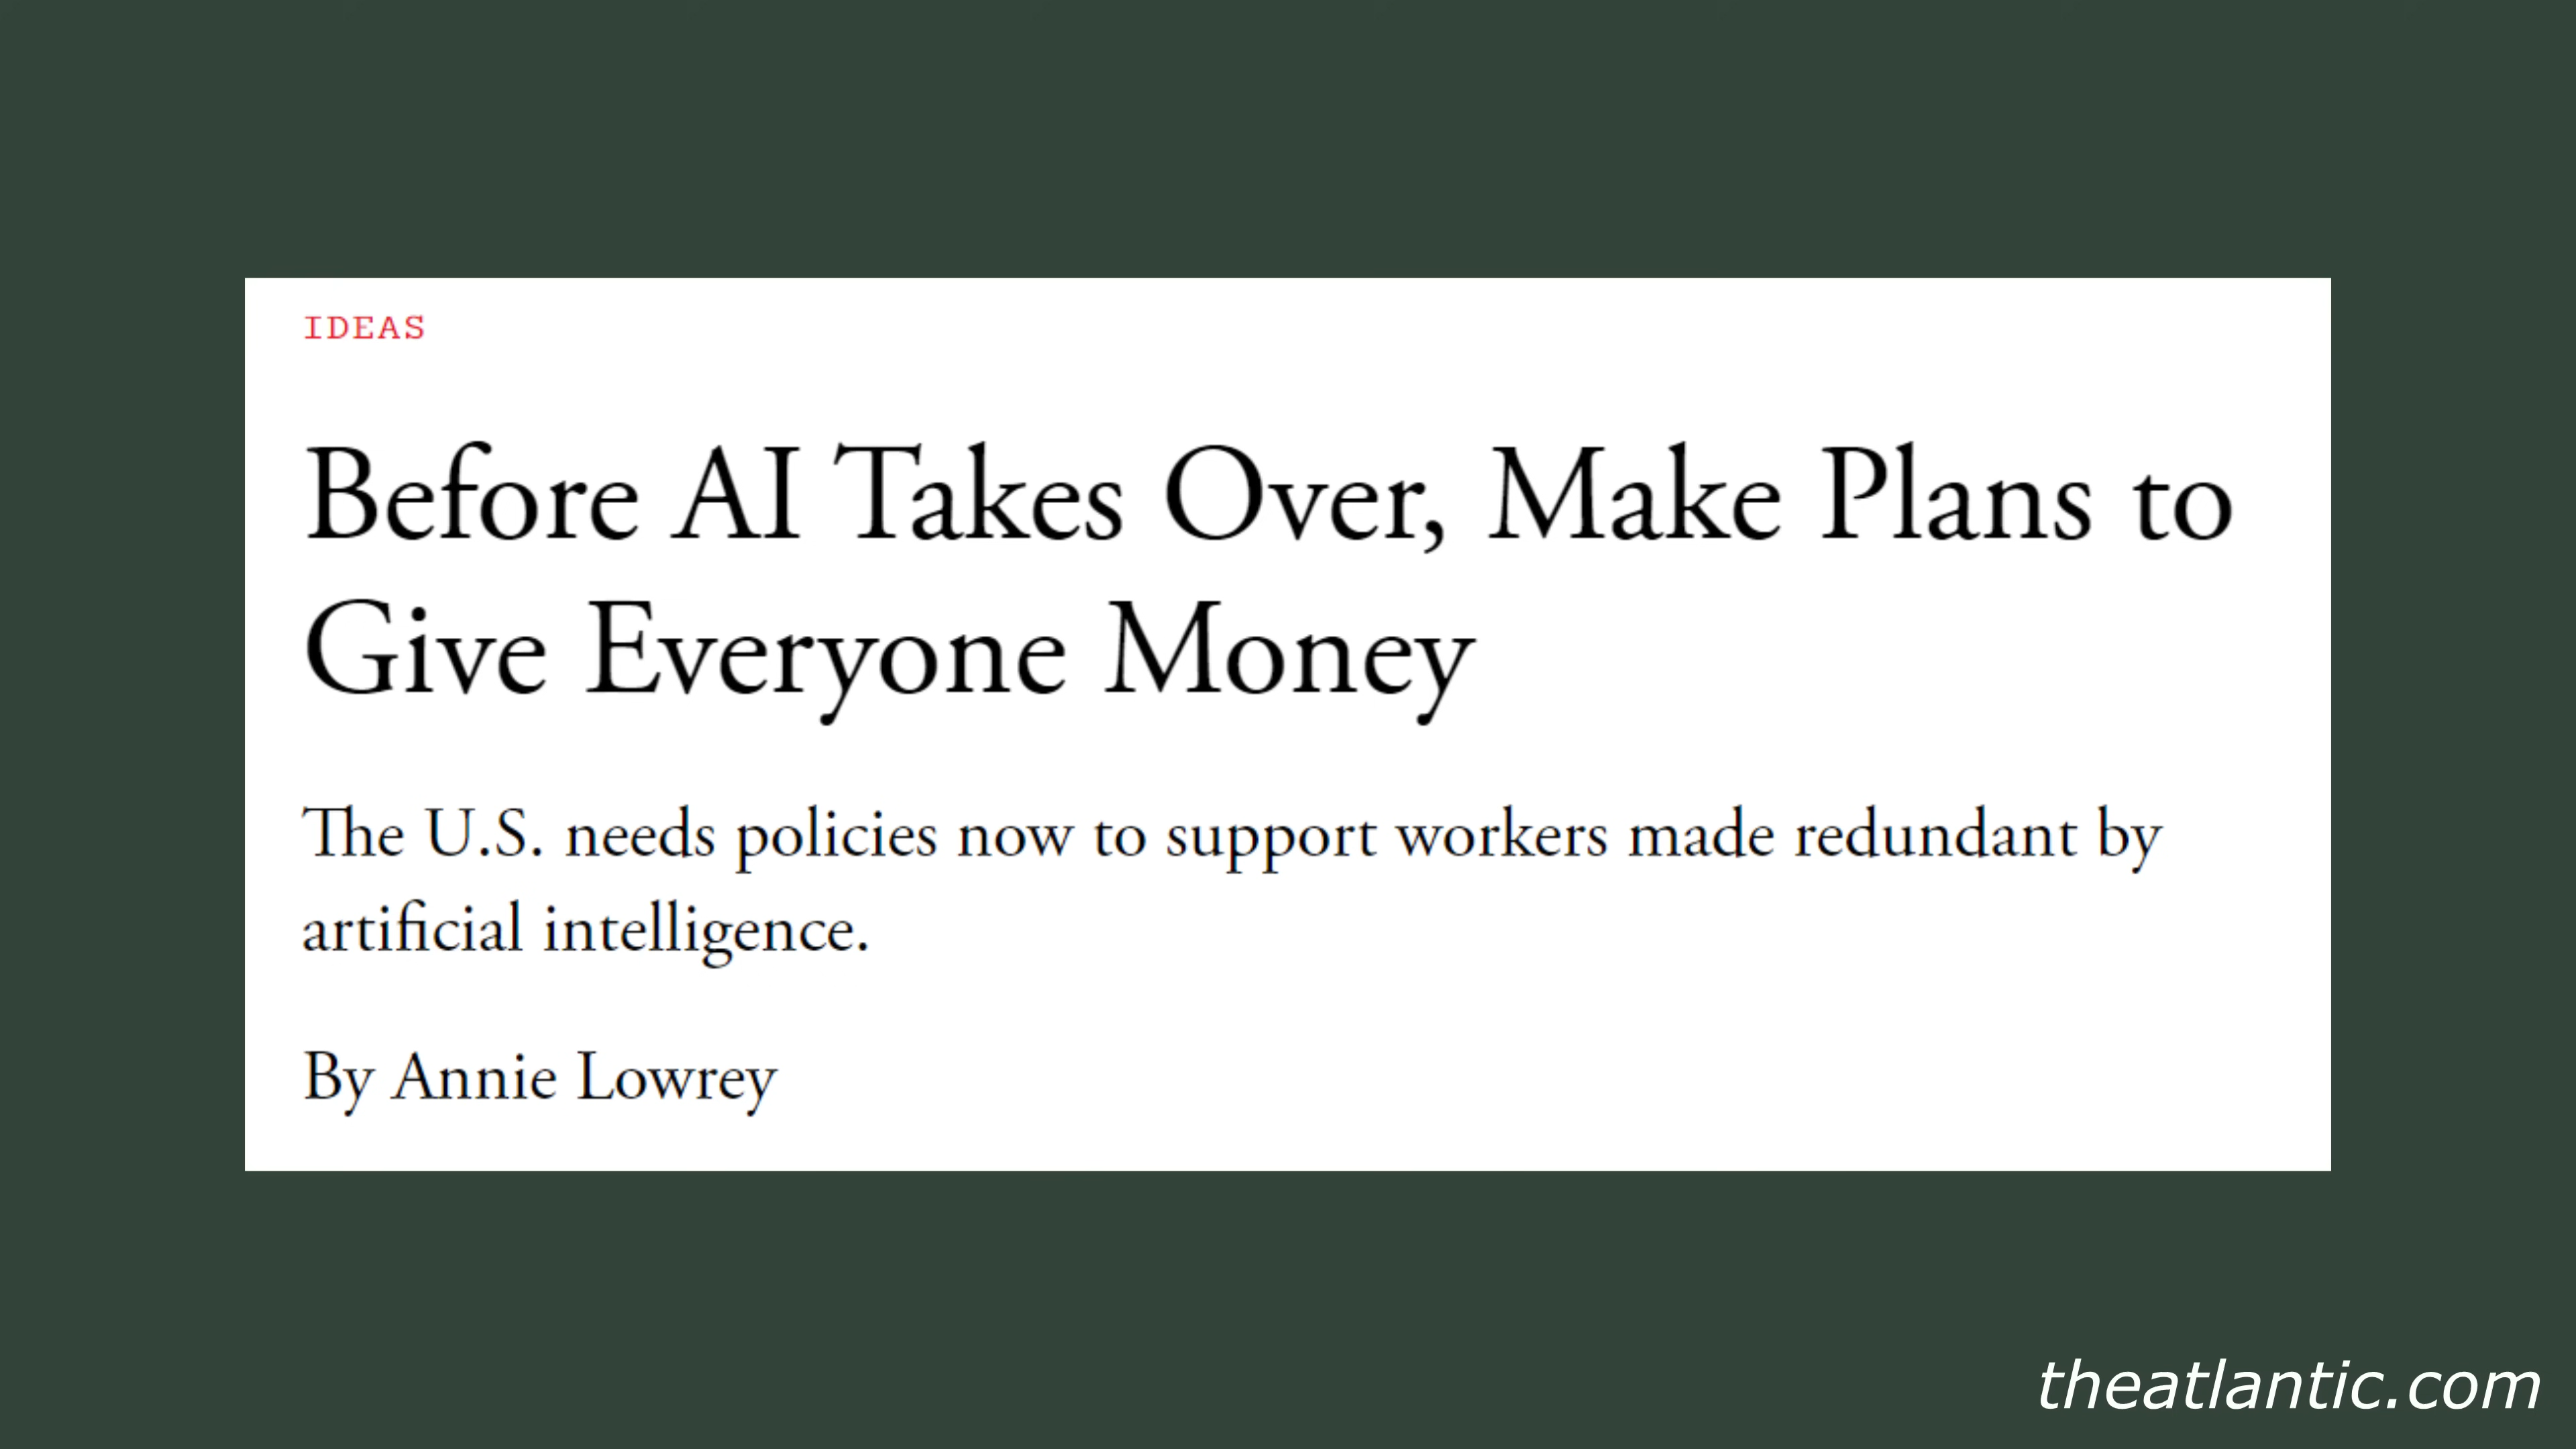 IDEAS
Before AI Takes Over, Make Plans to
Give Everyone Money
The U.S. needs policies now to support workers made redundant by
artificial intelligence.
By Annie Lowrey
theatlantic.com